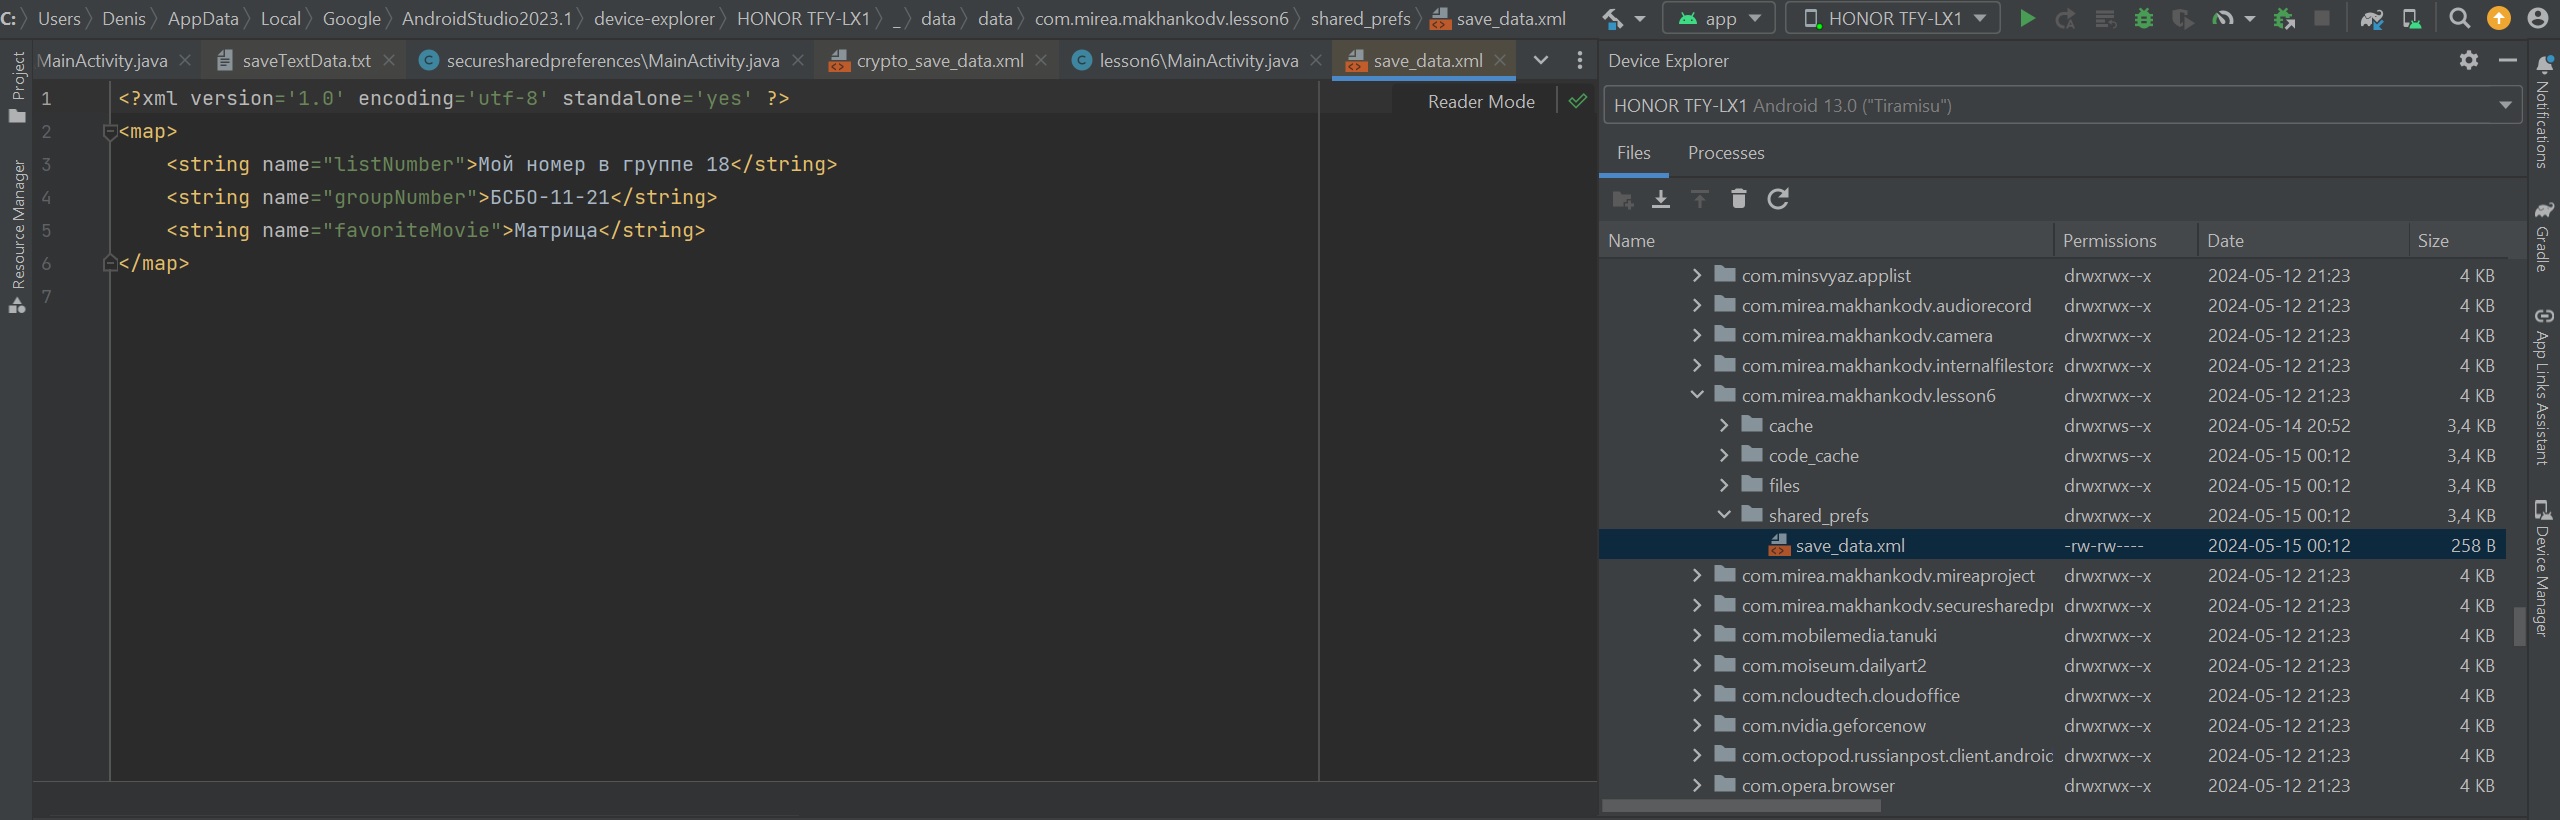 C: Users Denis AppData Local Google AndroidStudio2023.1 device-explorer HONOR TFY-LX1 _ data data com.mirea.makhankodv.lesson6 shared_prefs save_data.xml app HONOR TFY-LX1
MainActivity.java saveTextData.txt securesharedpreferences\MainActivity.java crypto_save_data.xml lesson6\MainActivity.java save_data.xml
Project
Resource Manager
Reader Mode
1 <?xml version='1.0' encoding='utf-8' standalone='yes' ?>
2 <map>
3 <string name="listNumber">Мой номер в группе 18</string>
4 <string name="groupNumber">БСБО-11-21</string>
5 <string name="favoriteMovie">Матрица</string>
6 </map>
7
Device Explorer
HONOR TFY-LX1 Android 13.0 ("Tiramisu")
Files Processes
Name Permissions Date Size
com.minsvyaz.applist drwxrwx--x 2024-05-12 21:23 4 KB
com.mirea.makhankodv.audiorecord drwxrwx--x 2024-05-12 21:23 4 KB
com.mirea.makhankodv.camera drwxrwx--x 2024-05-12 21:23 4 KB
com.mirea.makhankodv.internalfilestora drwxrwx--x 2024-05-12 21:23 4 KB
com.mirea.makhankodv.lesson6 drwxrwx--x 2024-05-12 21:23 4 KB
cache drwxrws--x 2024-05-14 20:52 3,4 KB
code_cache drwxrws--x 2024-05-15 00:12 3,4 KB
files drwxrwx--x 2024-05-15 00:12 3,4 KB
shared_prefs drwxrwx--x 2024-05-15 00:12 3,4 KB
save_data.xml -rw-rw---- 2024-05-15 00:12 258 B
com.mirea.makhankodv.mireaproject drwxrwx--x 2024-05-12 21:23 4 KB
com.mirea.makhankodv.securesharedpr drwxrwx--x 2024-05-12 21:23 4 KB
com.mobilemedia.tanuki drwxrwx--x 2024-05-12 21:23 4 KB
com.moiseum.dailyart2 drwxrwx--x 2024-05-12 21:23 4 KB
com.ncloudtech.cloudoffice drwxrwx--x 2024-05-12 21:23 4 KB
com.nvidia.geforcenow drwxrwx--x 2024-05-12 21:23 4 KB
com.octopod.russianpost.client.android drwxrwx--x 2024-05-12 21:23 4 KB
com.opera.browser drwxrwx--x 2024-05-12 21:23 4 KB
Notifications
Gradle
App Links Assistant
Device Manager